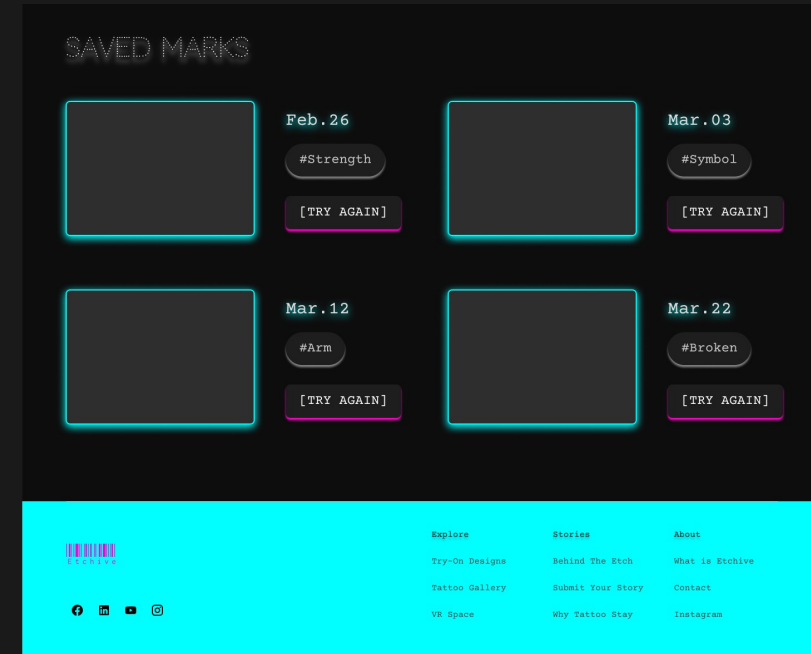 SAVED MARKS
Feb.26
#Strength
[TRY AGAIN]
Mar.03
#Symbol
[TRY AGAIN]
Mar.12
#Arm
[TRY AGAIN]
Mar.22
#Broken
[TRY AGAIN]
Etchive
Explore
Try-On Designs
Tattoo Gallery
VR Space
Stories
Behind The Etch
Submit Your Story
Why Tattoo Stay
About
What is Etchive
Contact
Instagram